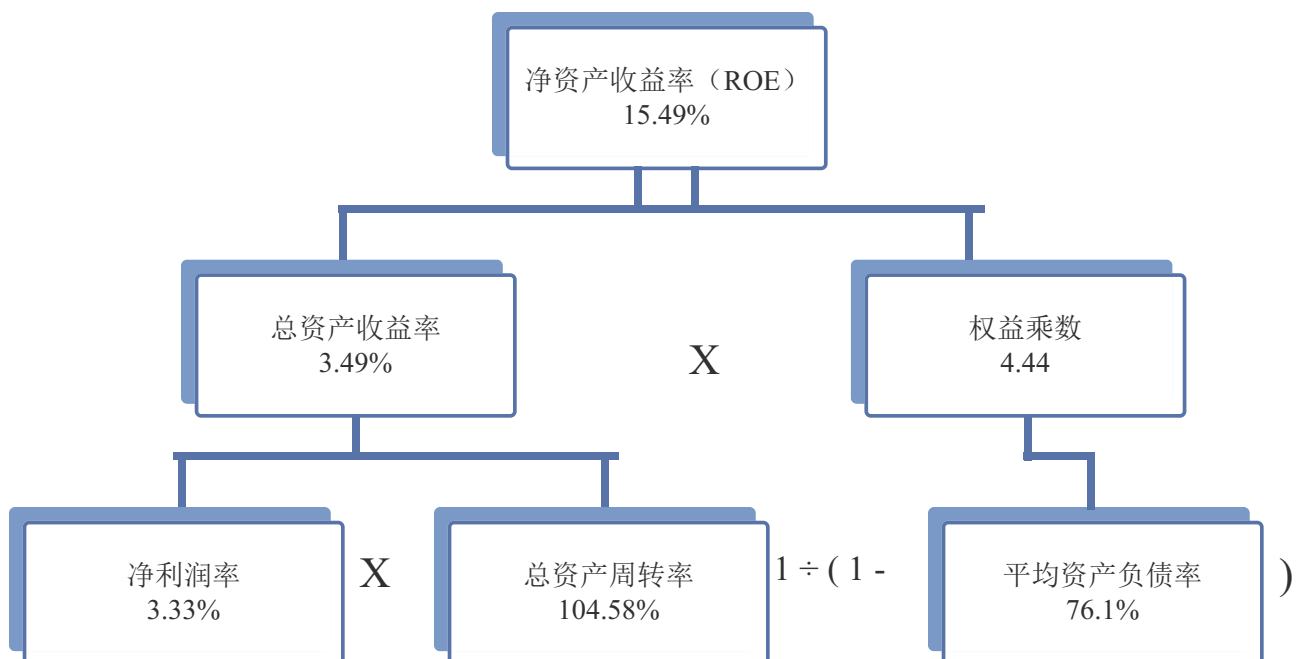 净资产收益率（ROE）
15.49%
总资产收益率
3.49%
X
权益乘数
4.44
净利润率
3.33%
X
总资产周转率
104.58%
1 ÷ ( 1 -
平均资产负债率
76.1%
)